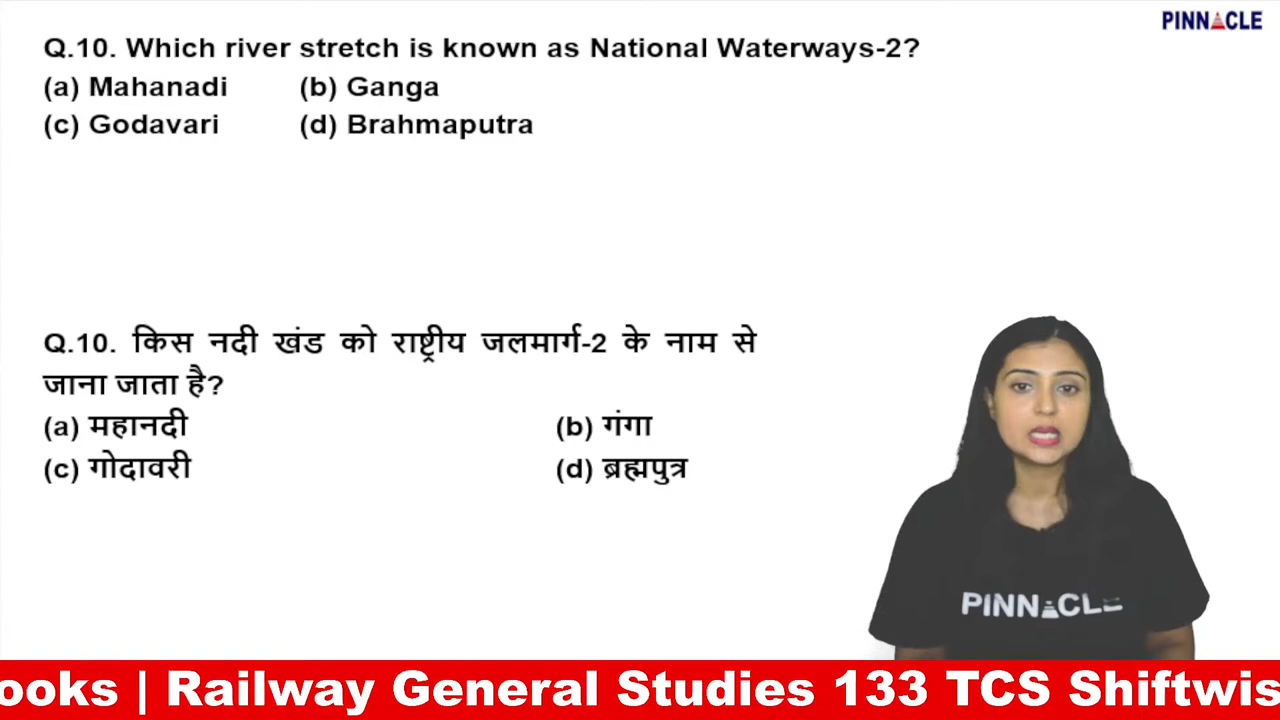 PINNACLE
Q.10. Which river stretch is known as National Waterways-2?
(a) Mahanadi (b) Ganga
(c) Godavari (d) Brahmaputra
Q.10. किस नदी खंड को राष्ट्रीय जलमार्ग-2 के नाम से
जाना जाता है?
(a) महानदी (b) गंगा
(c) गोदावरी (d) ब्रह्मपुत्र
PINNACLE
ooks | Railway General Studies 133 TCS Shiftwis